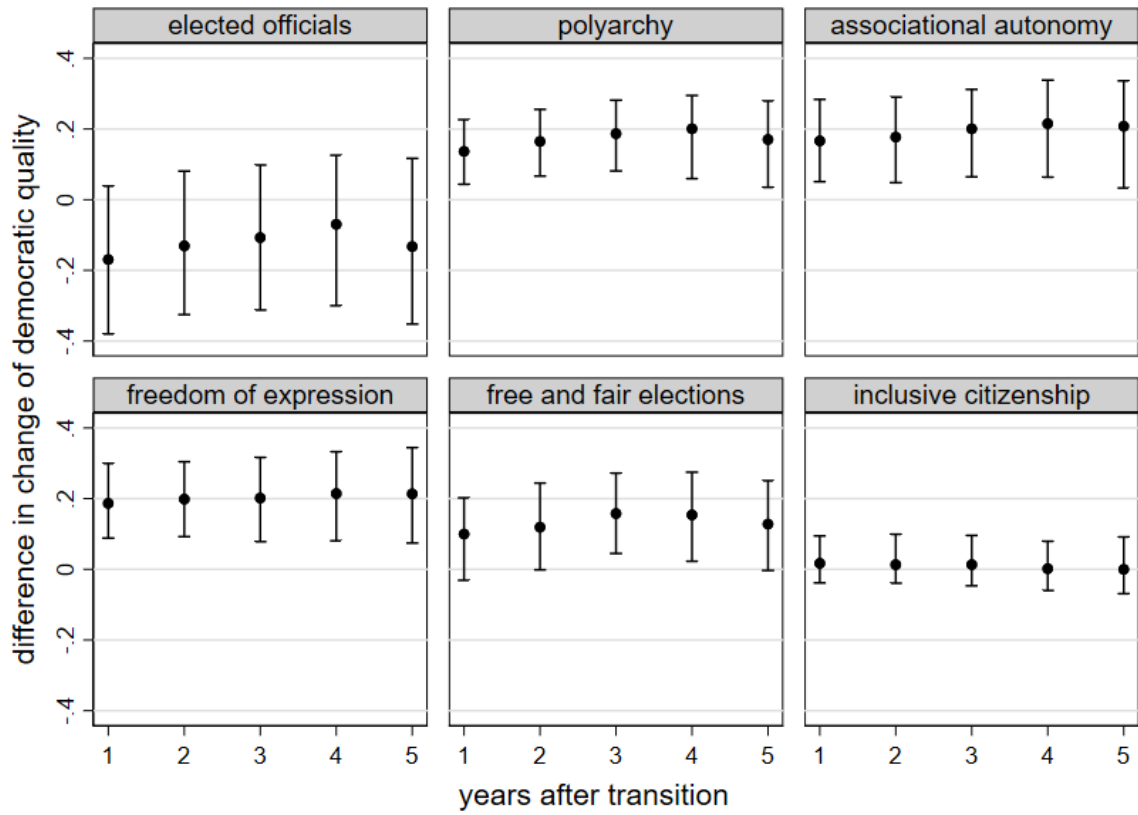 elected officials
polyarchy
associational autonomy
difference in change of democratic quality
.4
.2
0
-.2
-.4
freedom of expression
free and fair elections
inclusive citizenship
.4
.2
0
-.2
-.4
1 2 3 4 5
1 2 3 4 5
1 2 3 4 5
years after transition